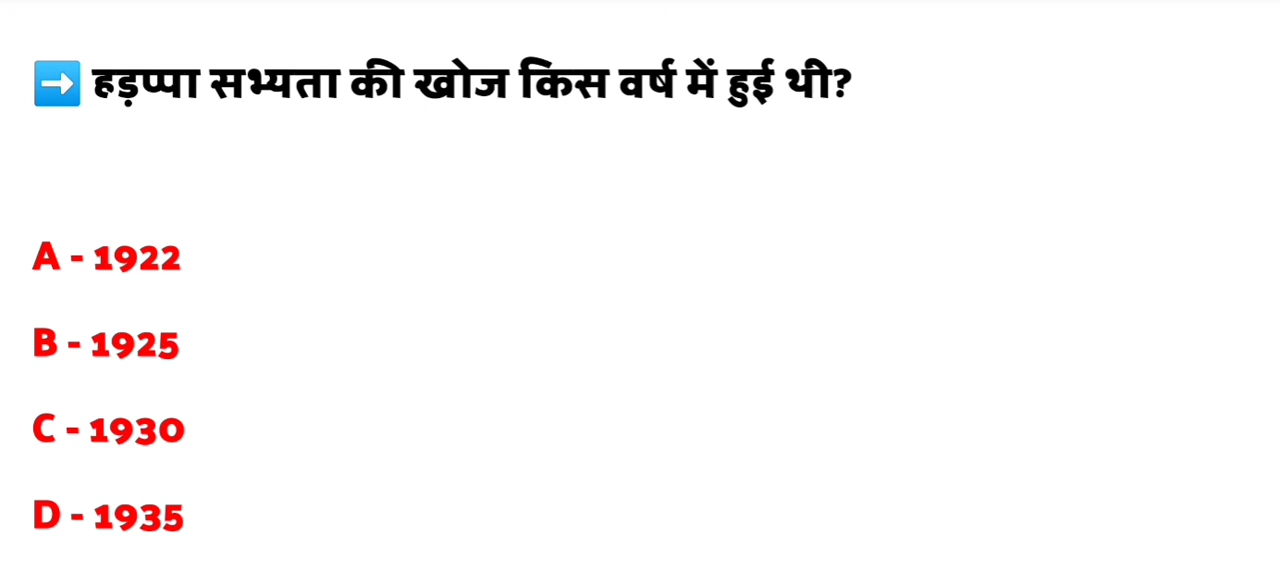 ➡️ हड़प्पा सभ्यता की खोज किस वर्ष में हुई थी?
A - 1922
B - 1925
C - 1930
D - 1935